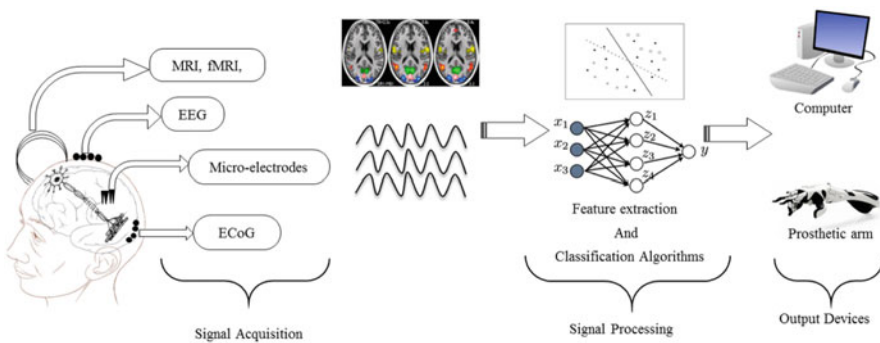 MRI, fMRI,
EEG
Micro-electrodes
ECoG
Signal Acquisition
x1
x2
x3
z1
z2
z3
z4
y
Feature extraction
And
Classification Algorithms
Signal Processing
Computer
Prosthetic arm
Output Devices